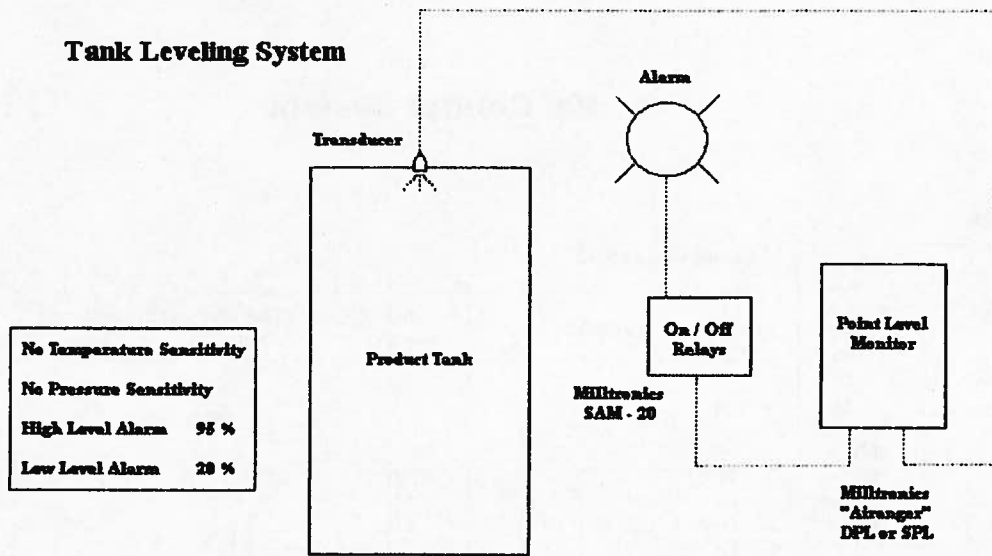 Tank Leveling System
Alarm
Transducer
No Temperature Sensitivity
No Pressure Sensitivity
High Level Alarm 95 %
Low Level Alarm 20 %
Product Tank
On / Off
Relays
Milltronics
SAM - 20
Point Level
Monitor
Milltronics
"Airanger"
DPL or SPL